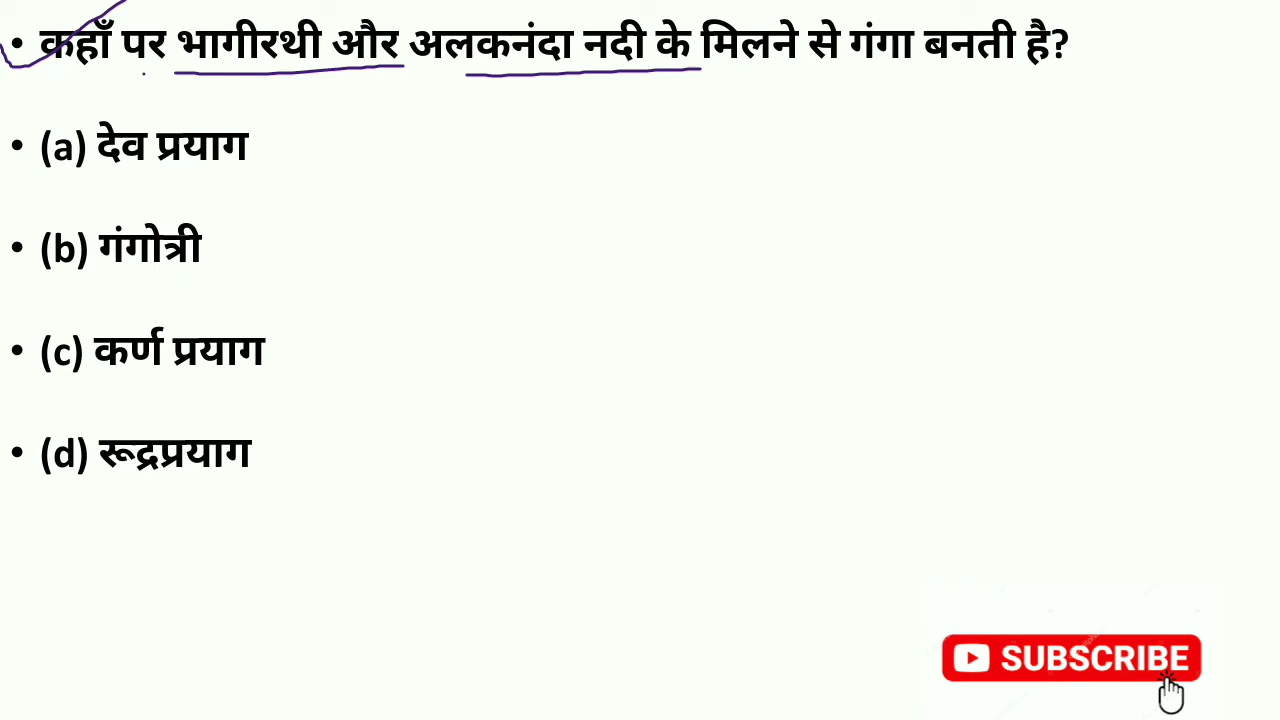 • कहाँ पर भागीरथी और अलकनंदा नदी के मिलने से गंगा बनती है?
• (a) देव प्रयाग
• (b) गंगोत्री
• (c) कर्ण प्रयाग
• (d) रूद्रप्रयाग
SUBSCRIBE